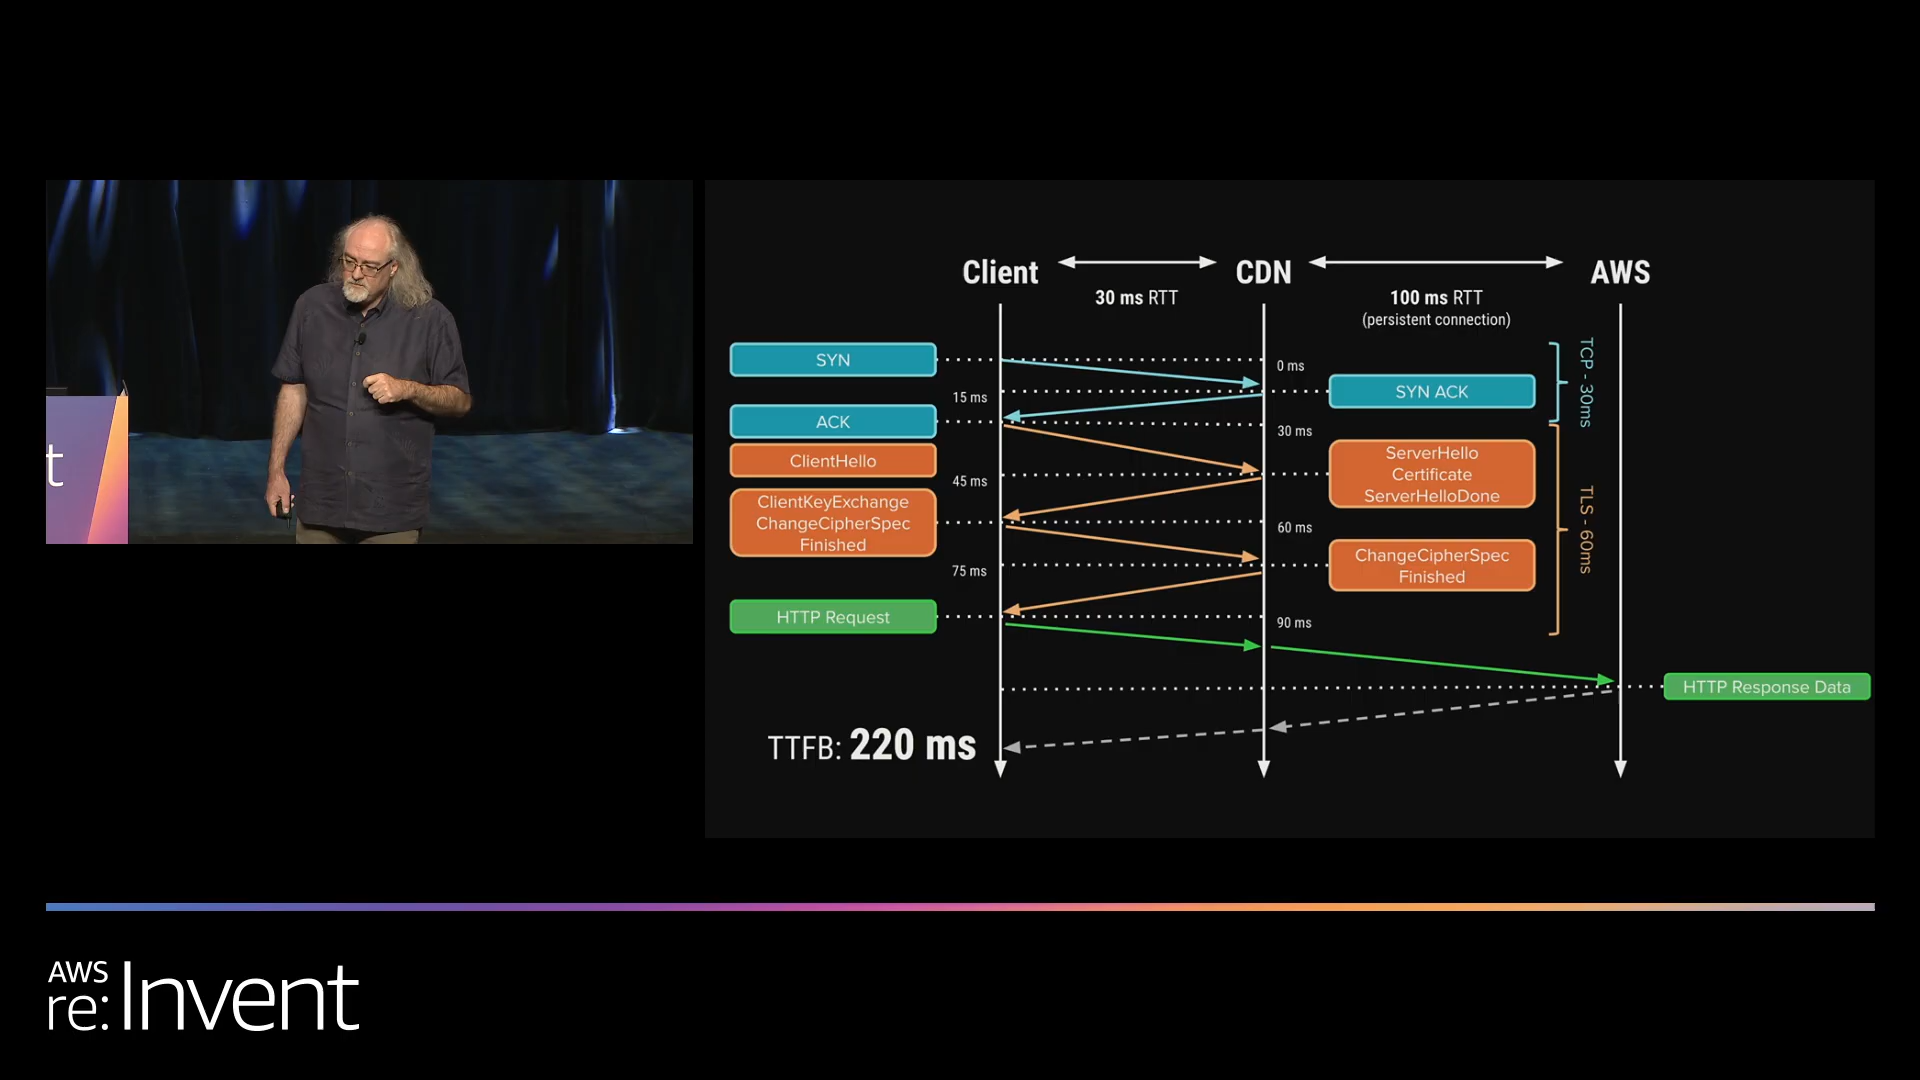 t
Client
CDN
AWS
30 ms RTT
100 ms RTT
(persistent connection)
SYN
0 ms
15 ms
SYN ACK
ACK
30 ms
TCP - 30ms
ClientHello
45 ms
ServerHello
Certificate
ServerHelloDone
ClientKeyExchange
ChangeCipherSpec
Finished
60 ms
TLS - 60ms
75 ms
ChangeCipherSpec
Finished
HTTP Request
90 ms
HTTP Response Data
TTFB: 220 ms
AWS
re:Invent